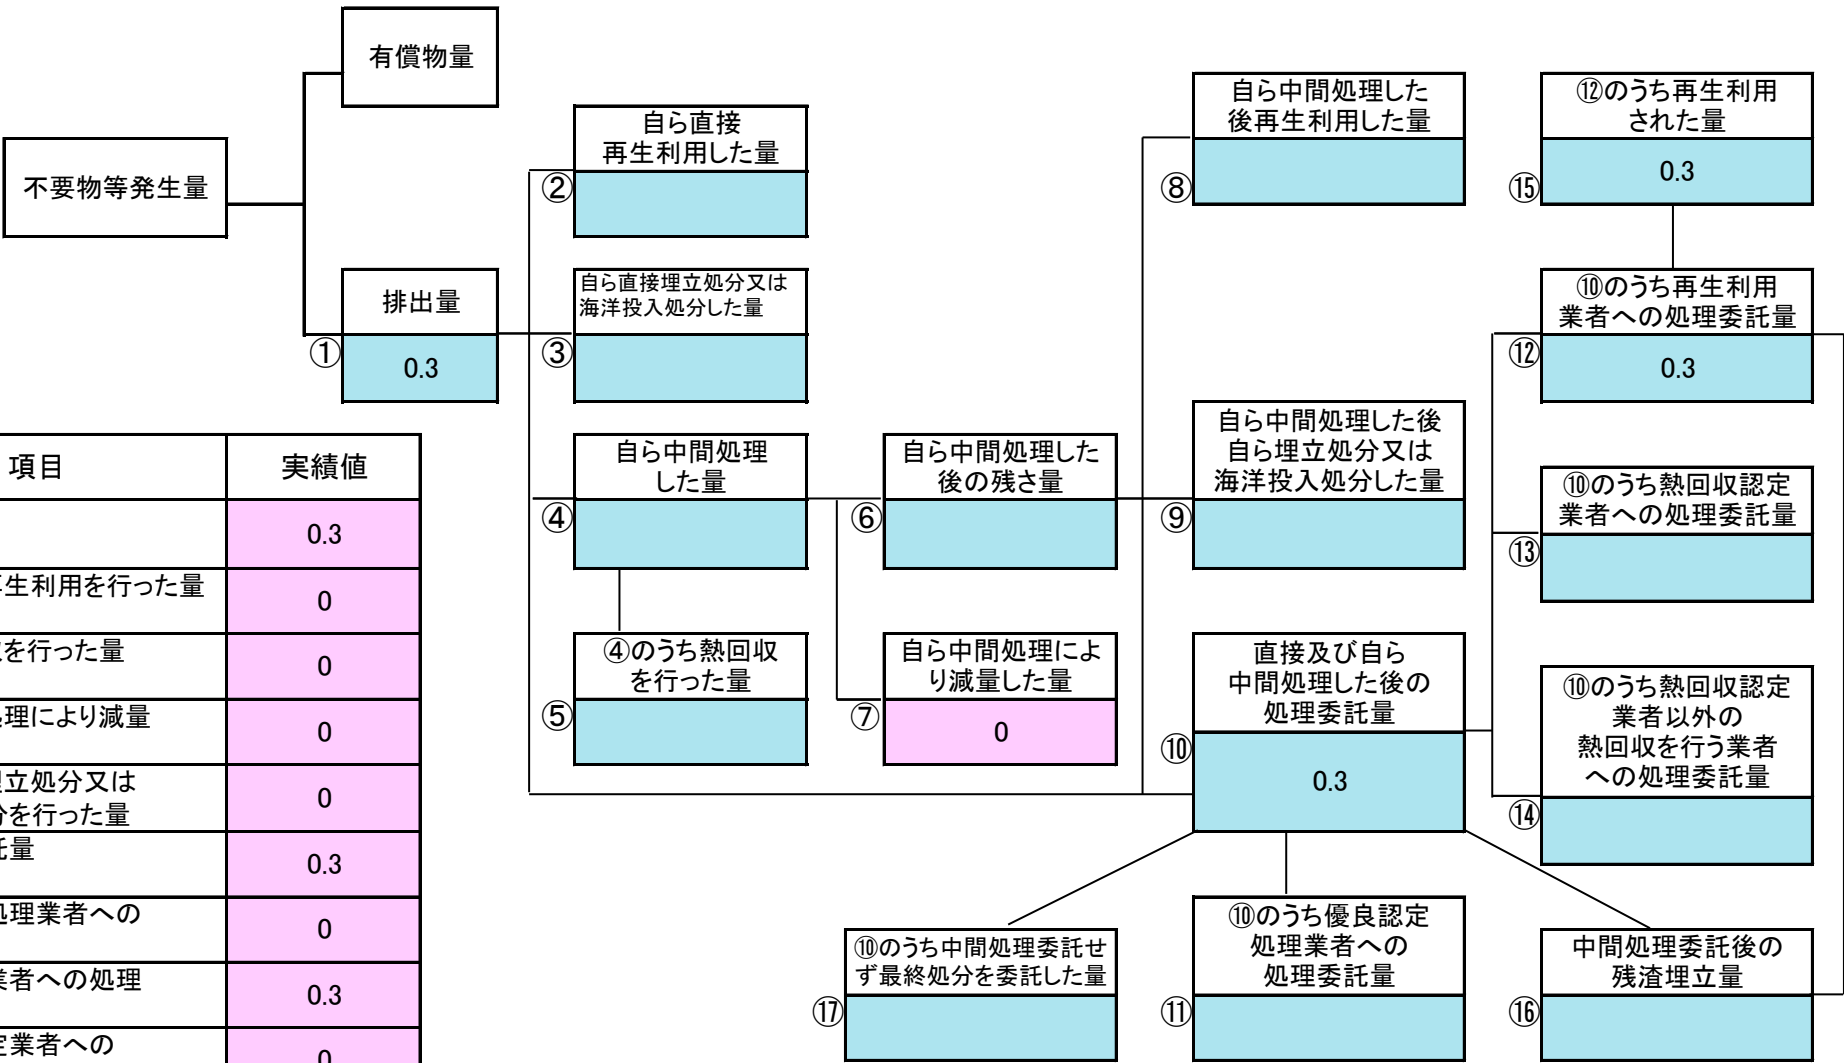 有償物量
不要物等発生量
排出量
①
0.3
自ら直接
再生利用した量
②
自ら直接埋立処分又は
海洋投入処分した量
③
自ら中間処理
した量
④
④のうち熱回収
を行った量
⑤
自ら中間処理した
後の残さ量
⑥
自ら中間処理によ
り減量した量
⑦
0
自ら中間処理した
後再生利用した量
⑧
自ら中間処理した後
自ら埋立処分又は
海洋投入処分した量
⑨
直接及び自ら
中間処理した後の
処理委託量
⑩
0.3
⑫のうち再生利用
された量
⑮
0.3
⑩のうち再生利用
業者への処理委託量
⑫
0.3
⑩のうち熱回収認定
業者への処理委託量
⑬
⑩のうち熱回収認定
業者以外の
熱回収を行う業者
への処理委託量
⑭
⑩のうち中間処理委託せ
ず最終処分を委託した量
⑰
⑩のうち優良認定
処理業者への
処理委託量
⑪
中間処理委託後の
残渣埋立量
⑯
項目 実績値
0.3
生利用を行った量 0
を行った量 0
理により減量 0
立処分又は
を行った量 0
量 0.3
理業者への 0
業者への処理 0.3
業者への 0